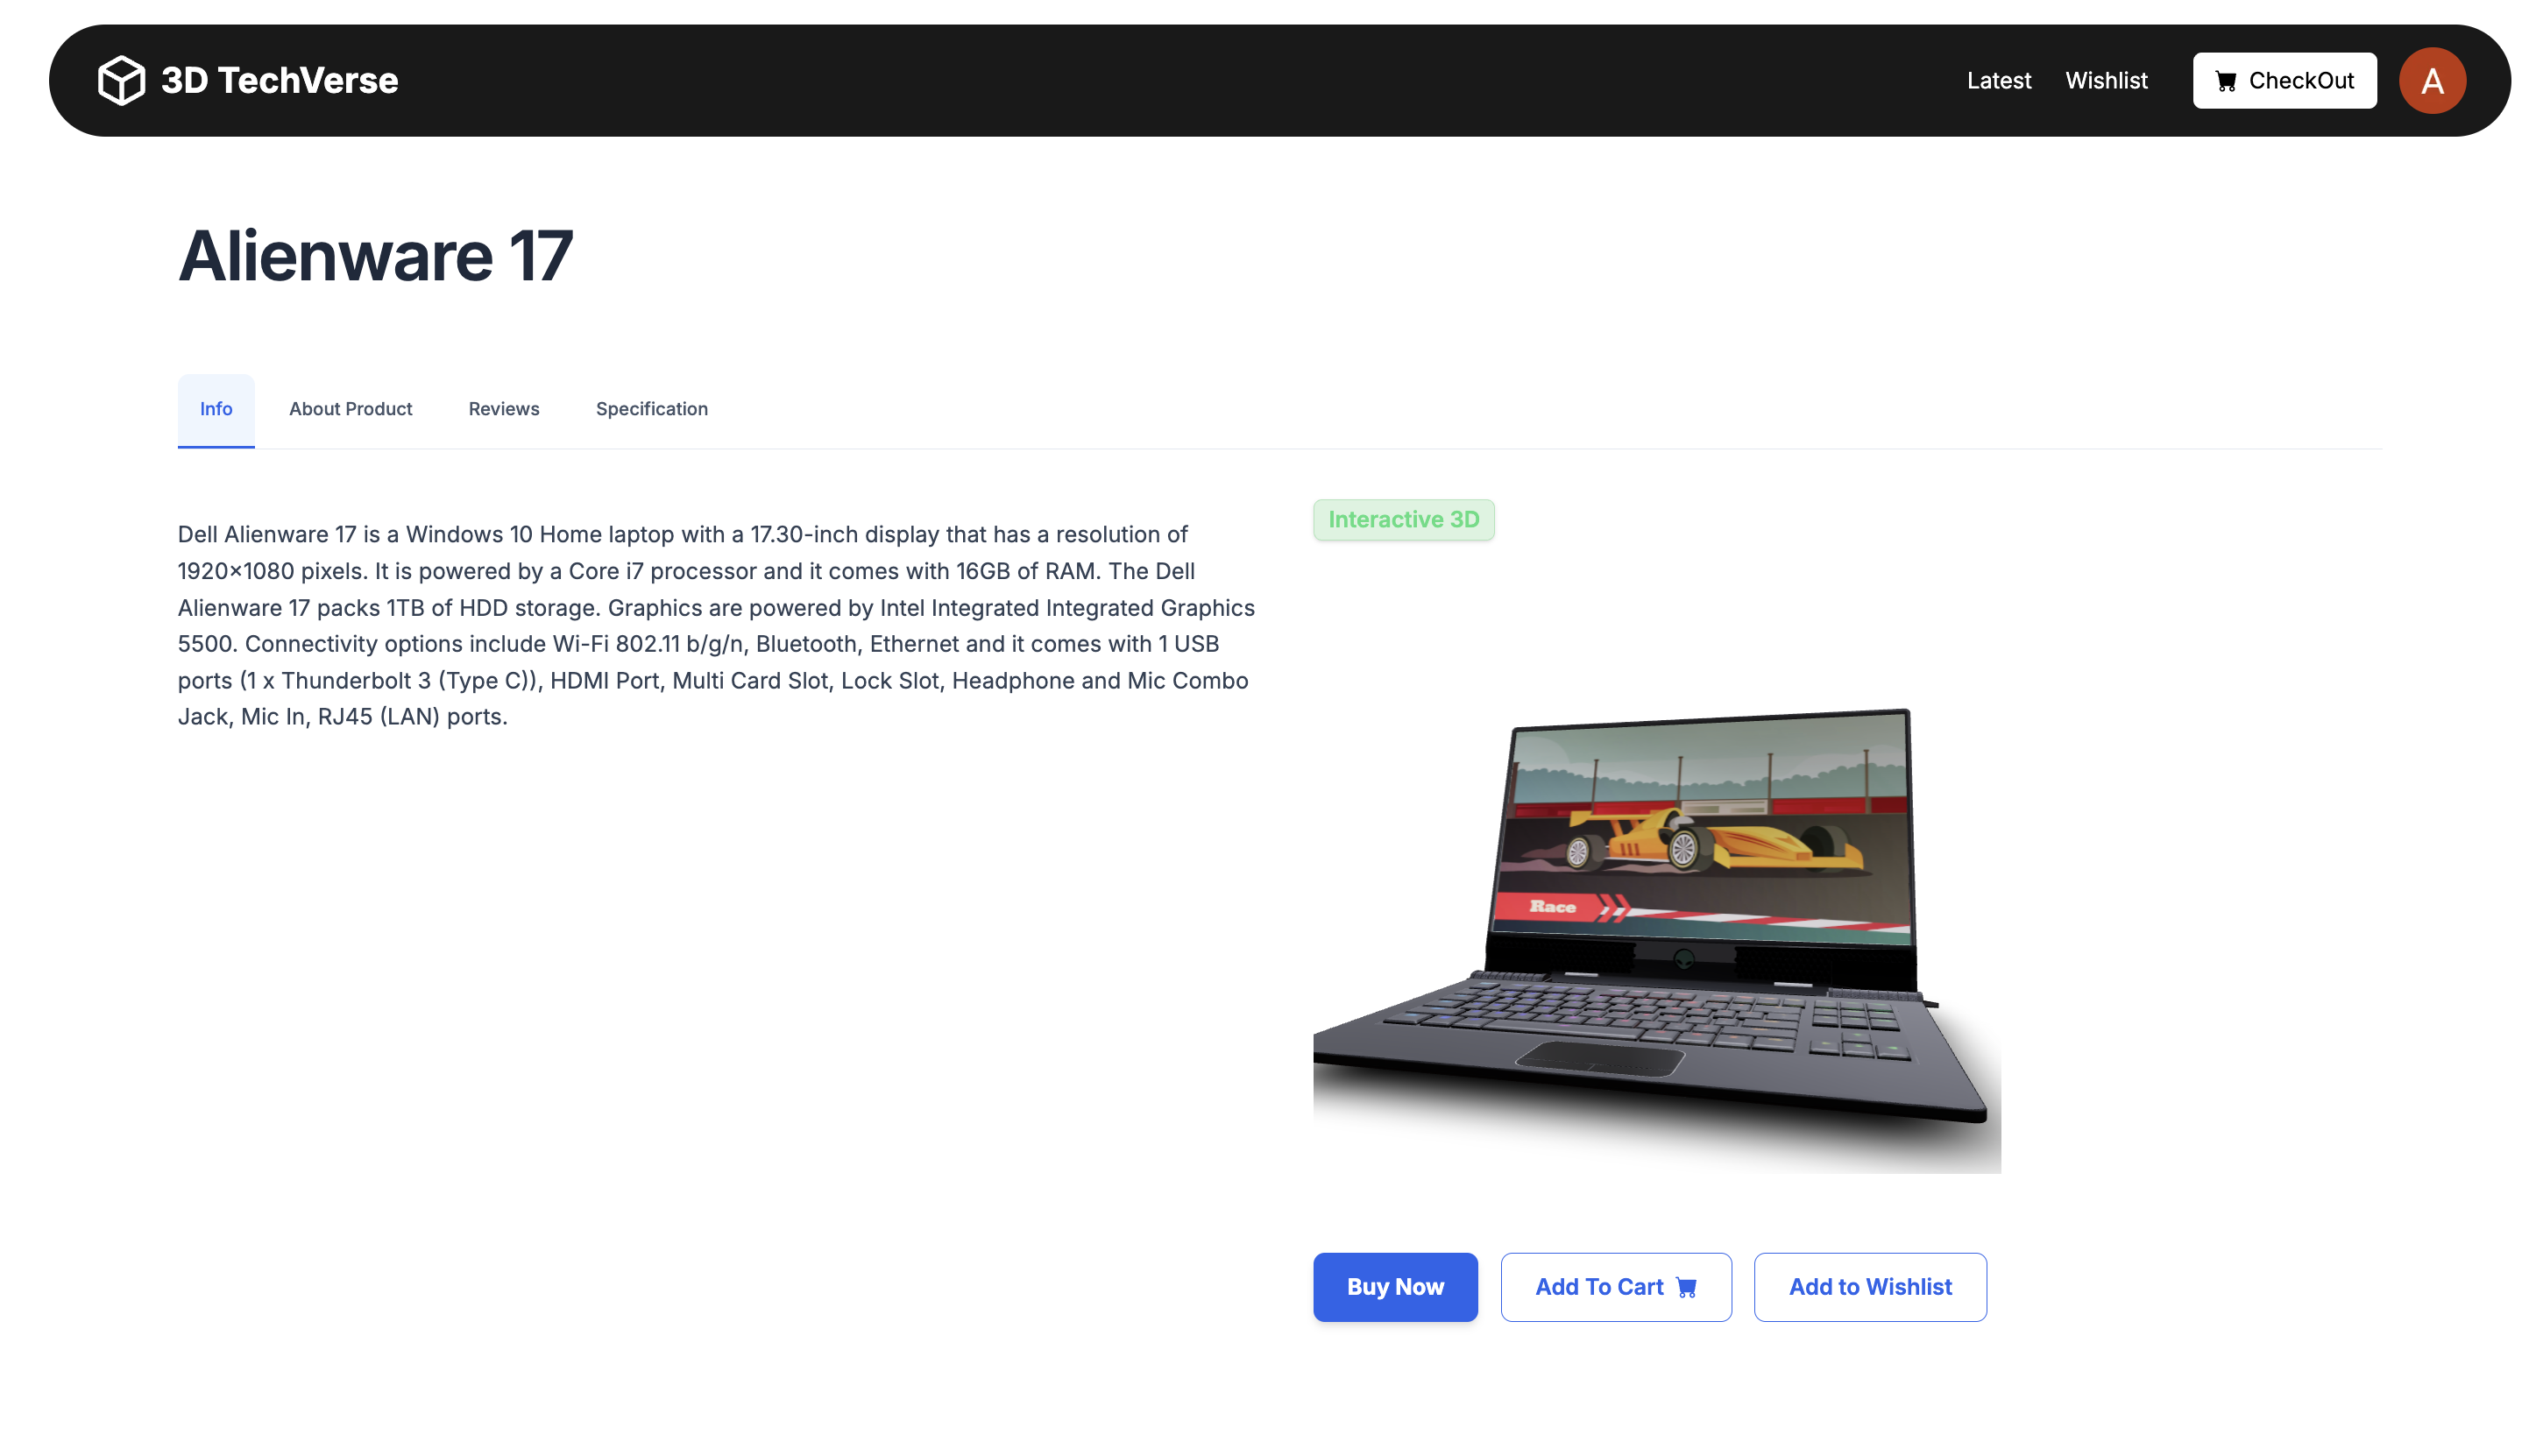 3D TechVerse
Latest
Wishlist
CheckOut
A
Alienware 17
Info
About Product
Reviews
Specification
Dell Alienware 17 is a Windows 10 Home laptop with a 17.30-inch display that has a resolution of
1920×1080 pixels. It is powered by a Core i7 processor and it comes with 16GB of RAM. The Dell
Alienware 17 packs 1TB of HDD storage. Graphics are powered by Intel Integrated Integrated Graphics
5500. Connectivity options include Wi-Fi 802.11 b/g/n, Bluetooth, Ethernet and it comes with 1 USB
ports (1 x Thunderbolt 3 (Type C)), HDMI Port, Multi Card Slot, Lock Slot, Headphone and Mic Combo
Jack, Mic In, RJ45 (LAN) ports.
Interactive 3D
Race
Buy Now
Add To Cart
Add to Wishlist